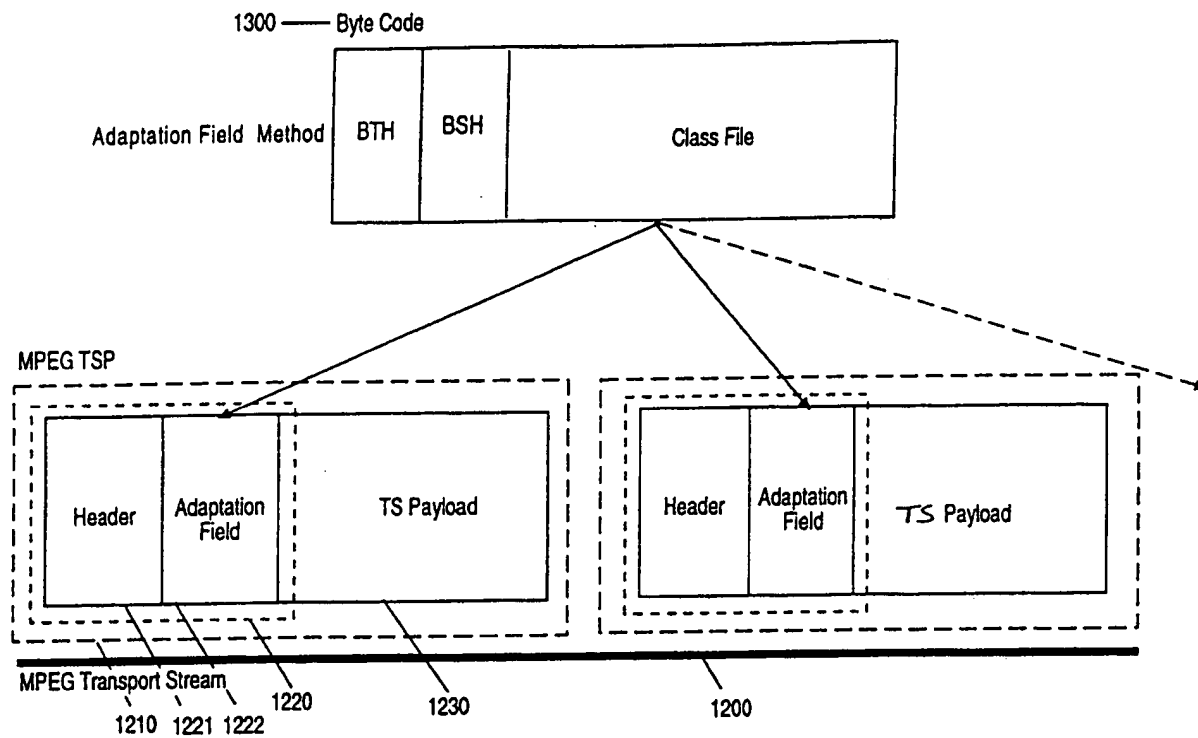 1300 Byte Code
Adaptation Field Method
BTH
BSH
Class File
MPEG TSP
Header
Adaptation
Field
TS Payload
Header
Adaptation
Field
TS Payload
MPEG Transport Stream
1210
1221
1222
1220
1230
1200